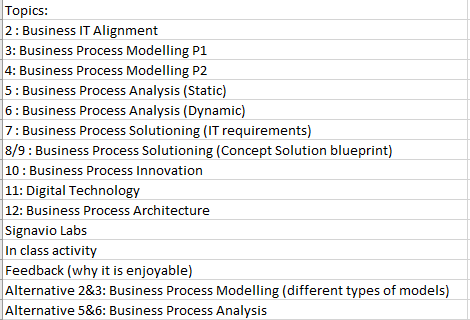 Topics:
2 : Business IT Alignment
3: Business Process Modelling P1
4: Business Process Modelling P2
5 : Business Process Analysis (Static)
6 : Business Process Analysis (Dynamic)
7 : Business Process Solutioning (IT requirements)
8/9 : Business Process Solutioning (Concept Solution blueprint)
10 : Business Process Innovation
11: Digital Technology
12: Business Process Architecture
Signavio Labs
In class activity
Feedback (why it is enjoyable)
Alternative 2&3: Business Process Modelling (different types of models)
Alternative 5&6: Business Process Analysis